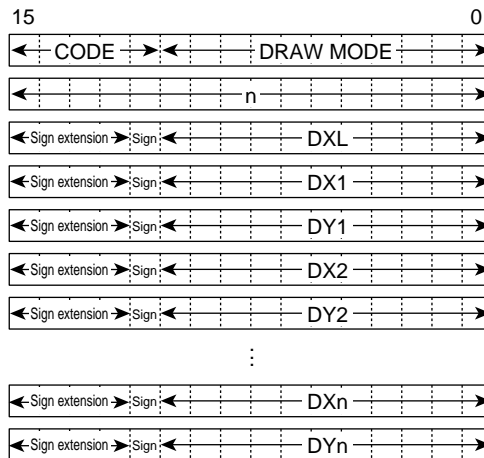 15 0
CODE DRAW MODE
n
Sign extension Sign DXL
Sign extension Sign DX1
Sign extension Sign DY1
Sign extension Sign DX2
Sign extension Sign DY2
⋮
Sign extension Sign DXn
Sign extension Sign DYn